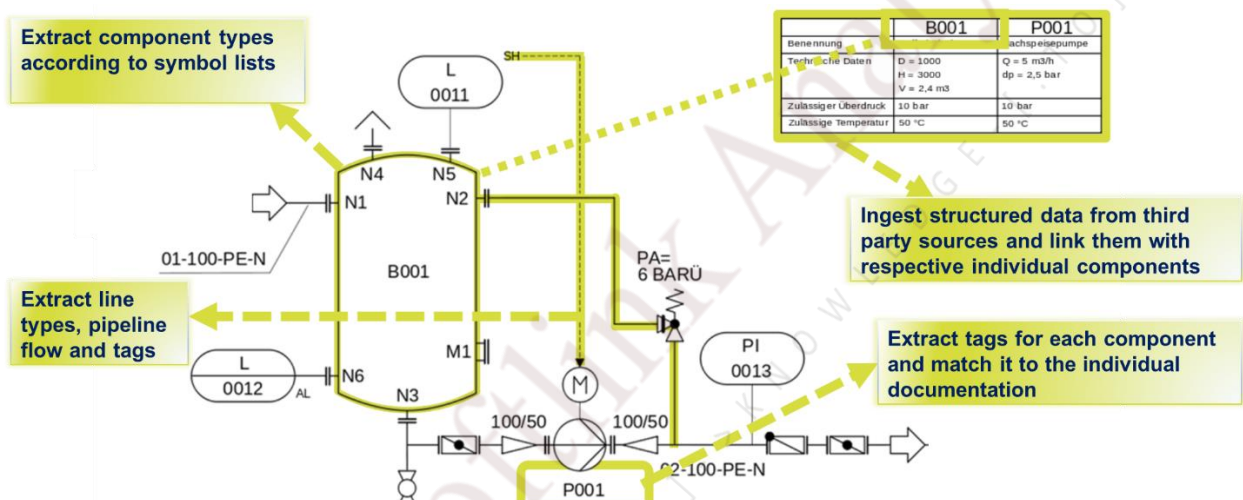 Extract component types
according to symbol lists
L
0011
SH
B001
P001
Benennung
achspeisepumpe
Technische Daten
D = 1000
Q = 5 m3/h
H = 3000
dp = 2,5 bar
V = 2,4 m3
Zulässiger Überdruck
10 bar
10 bar
Zulässige Temperatur
50 °C
50 °C
N4
N5
N1
N2
01-100-PE-N
B001
PA=
6 BARÜ
Ingest structured data from third
party sources and link them with
respective individual components
Extract line
types, pipeline
flow and tags
M1
L
0012
AL
N6
N3
M
PI
0013
Extract tags for each component
and match it to the individual
documentation
100/50
100/50
02-100-PE-N
P001